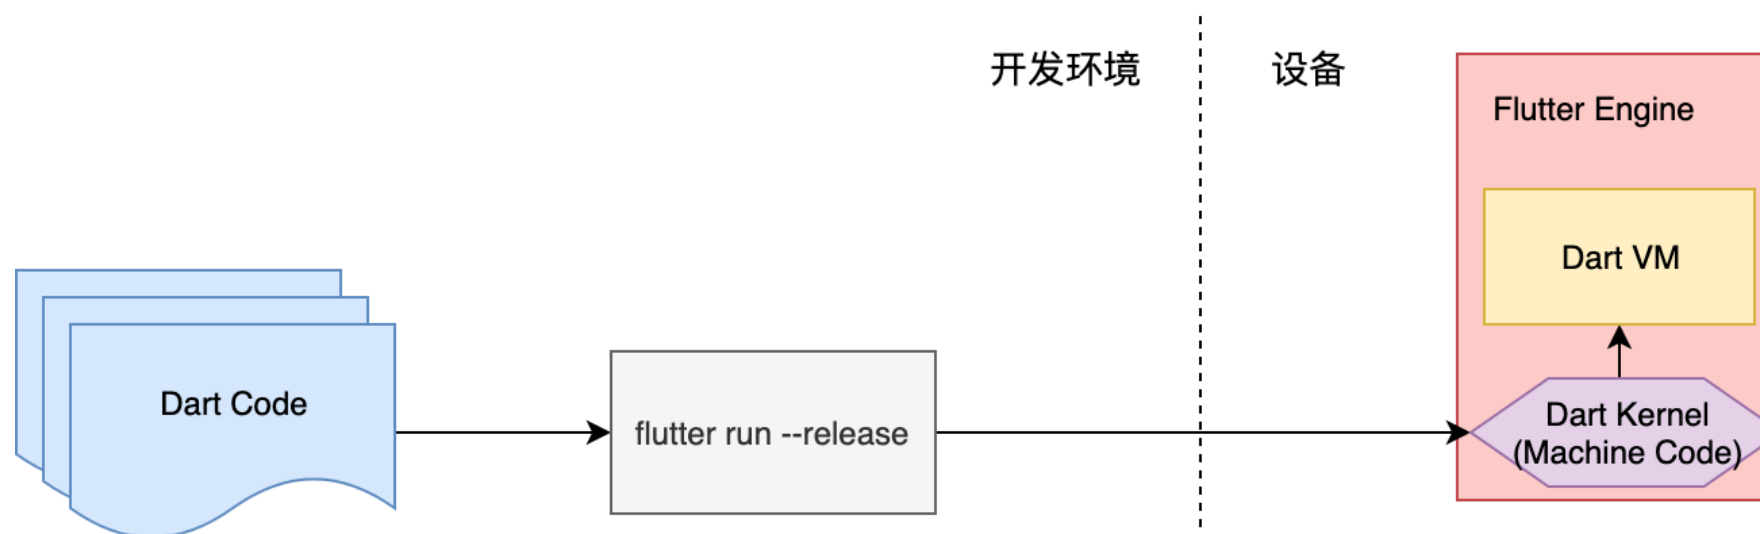 开发环境
设备
Flutter Engine
Dart VM
Dart Code
flutter run --release
Dart Kernel
(Machine Code)